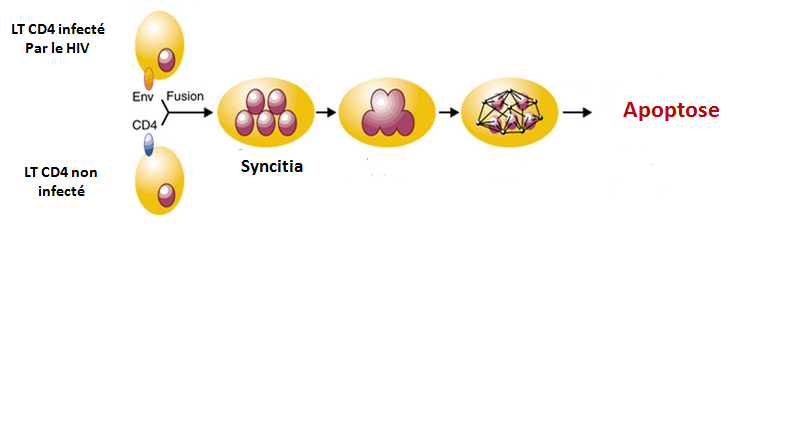 LT CD4 infecté
Par le HIV
Env
Fusion
CD4
LT CD4 non
infecté
Syncitia
Apoptose